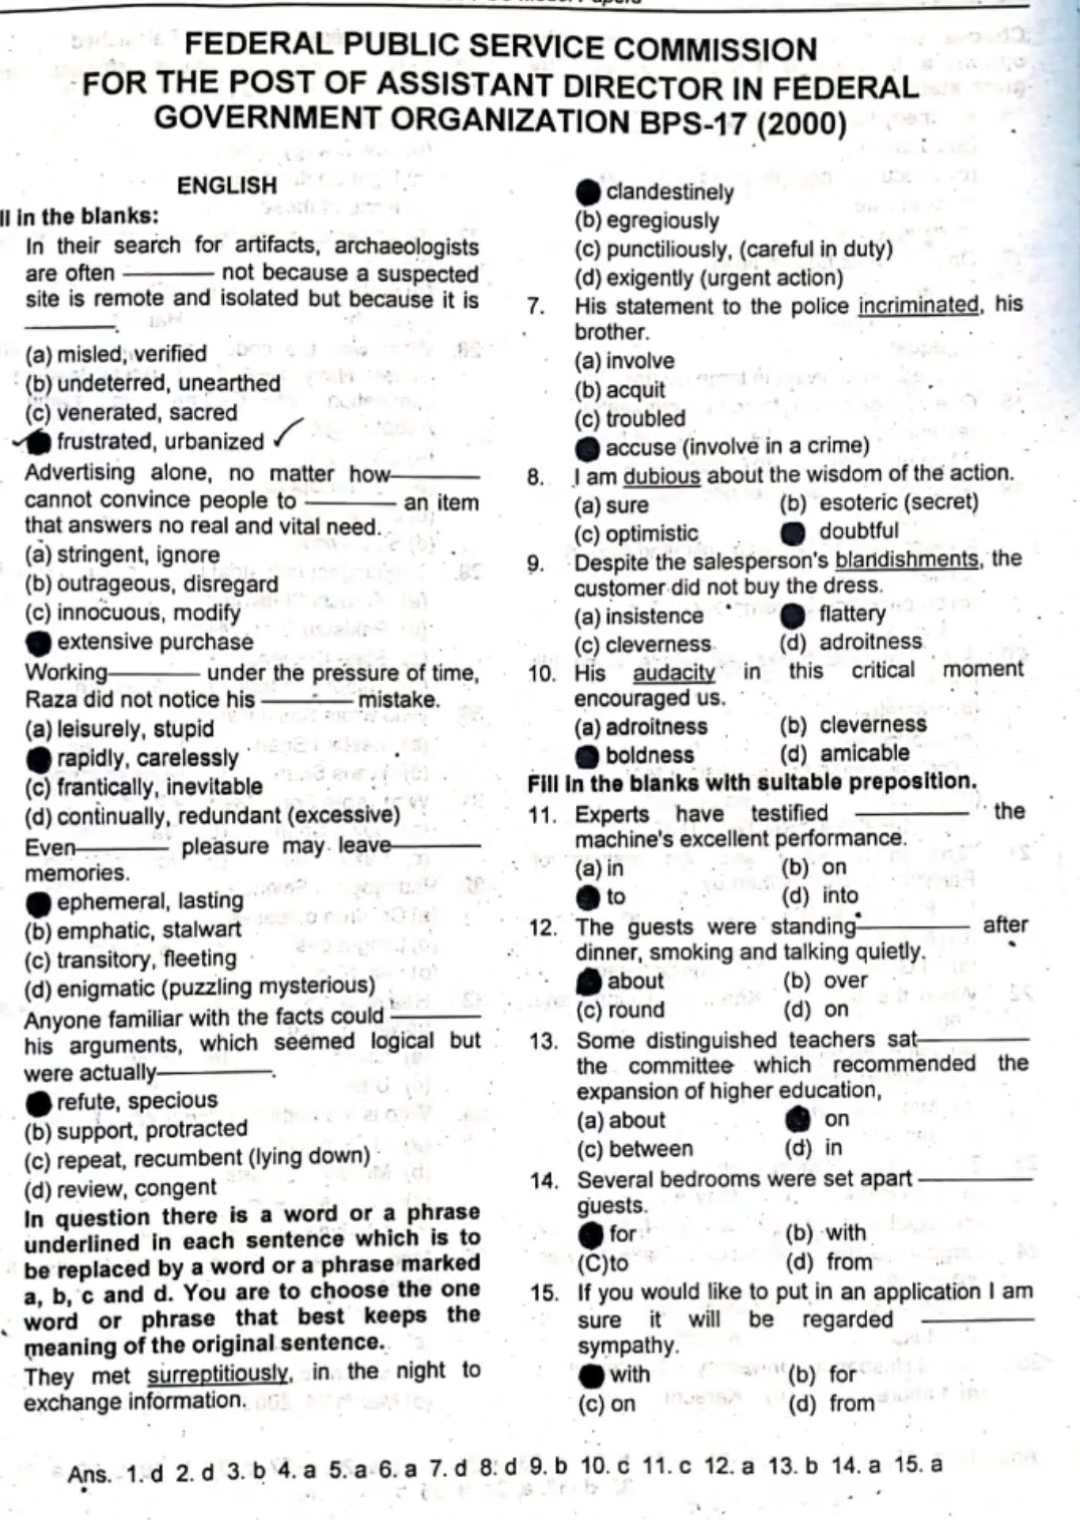 FEDERAL PUBLIC SERVICE COMMISSION
FOR THE POST OF ASSISTANT DIRECTOR IN FEDERAL
GOVERNMENT ORGANIZATION BPS-17 (2000)
ENGLISH
ll in the blanks:
In their search for artifacts, archaeologists
are often ______ not because a suspected
site is remote and isolated but because it is
______.
(a) misled, verified
(b) undeterred, unearthed
(c) venerated, sacred
frustrated, urbanized
Advertising alone, no matter how______
cannot convince people to ______ an item
that answers no real and vital need.
(a) stringent, ignore
(b) outrageous, disregard
(c) innocuous, modify
extensive purchase
Working______ under the pressure of time,
Raza did not notice his ______ mistake.
(a) leisurely, stupid
rapidly, carelessly
(c) frantically, inevitable
(d) continually, redundant (excessive)
Even______ pleasure may leave______
memories.
ephemeral, lasting
(b) emphatic, stalwart
(c) transitory, fleeting
(d) enigmatic (puzzling mysterious)
Anyone familiar with the facts could ______
his arguments, which seemed logical but
were actually______.
refute, specious
(b) support, protracted
(c) repeat, recumbent (lying down)
(d) review, congent
In question there is a word or a phrase
underlined in each sentence which is to
be replaced by a word or a phrase marked
a, b, c and d. You are to choose the one
word or phrase that best keeps the
meaning of the original sentence.
They met surreptitiously, in the night to
exchange information.
clandestinely
(b) egregiously
(c) punctiliously, (careful in duty)
(d) exigently (urgent action)
7. His statement to the police incriminated, his
brother.
(a) involve
(b) acquit
(c) troubled
accuse (involve in a crime)
8. I am dubious about the wisdom of the action.
(a) sure (b) esoteric (secret)
(c) optimistic doubtful
9. Despite the salesperson's blandishments, the
customer did not buy the dress.
(a) insistence flattery
(c) cleverness (d) adroitness
10. His audacity in this critical moment
encouraged us.
(a) adroitness (b) cleverness
boldness (d) amicable
Fill in the blanks with suitable preposition.
11. Experts have testified ______ the
machine's excellent performance.
(a) in (b) on
to (d) into
12. The guests were standing______ after
dinner, smoking and talking quietly.
about (b) over
(c) round (d) on
13. Some distinguished teachers sat______
the committee which recommended the
expansion of higher education,
(a) about on
(c) between (d) in
14. Several bedrooms were set apart ______
guests.
for (b) with
(C)to (d) from
15. If you would like to put in an application I am
sure it will be regarded ______
sympathy.
with (b) for
(c) on (d) from
Ans. 1. d 2. d 3. b 4. a 5. a 6. a 7. d 8. d 9. b 10. c 11. c 12. a 13. b 14. a 15. a